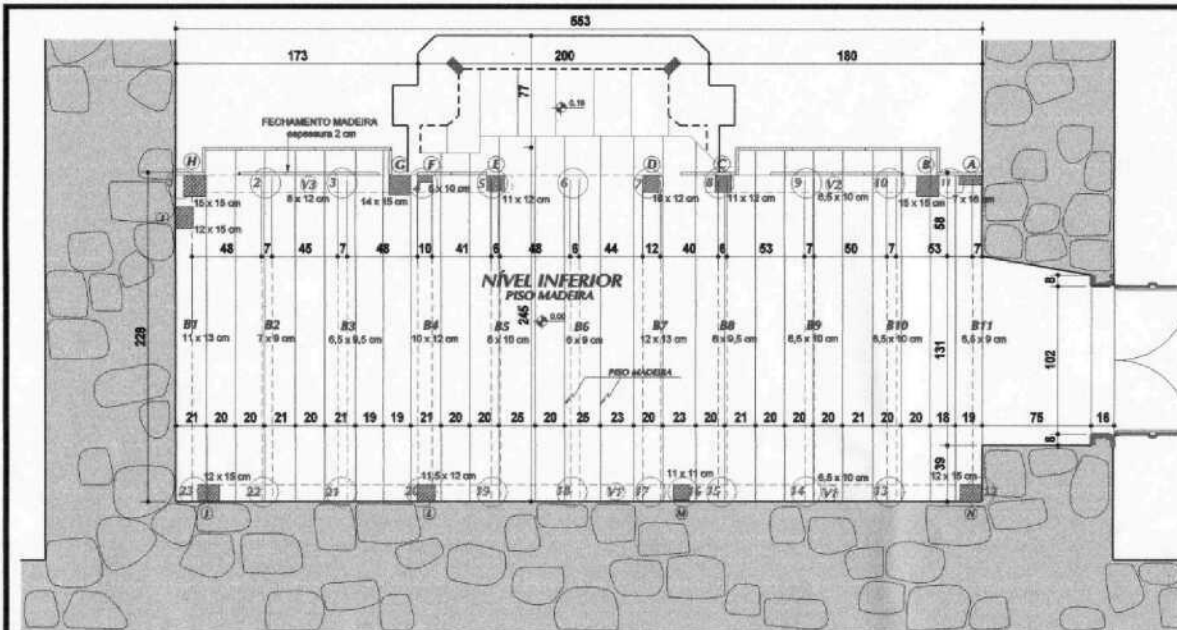 553
173 200 180
77
0.16
FECHAMENTO MADEIRA
espessura 2 cm
H G F E D C B A
2 V3 3 5 6 7 8 9 V2 10 11
15 x 15 cm 8 x 12 cm 14 x 15 cm 6 x 10 cm 11 x 12 cm 12 cm 11 x 12 cm 6,5 x 10 cm 15 x 15 cm 7 x 16 cm
12 x 15 cm
58
48 7 45 7 48 10 41 6 48 6 44 12 40 6 53 7 50 7 53 7
8
NÍVEL INFERIOR
PISO MADEIRA
228 245 0.00 131 102
B1 B2 B3 B4 B5 B6 B7 B8 B9 B10 B11
11 x 13 cm 7 x 9 cm 6,5 x 9,5 cm 10 x 12 cm 6 x 10 cm 6 x 9 cm 12 x 13 cm 6 x 9,5 cm 6,5 x 10 cm 6,5 x 10 cm 6,5 x 9 cm
PISO MADEIRA
21 20 20 21 20 21 19 19 21 20 20 25 20 25 23 20 23 20 21 20 20 21 20 20 18 19 75 16
8
39
12 x 15 cm 11,5 x 12 cm 11 x 11 cm 6,5 x 10 cm 12 x 15 cm
23 22 21 20 19 18 V1 17 16 15 14 V1 13
L M N